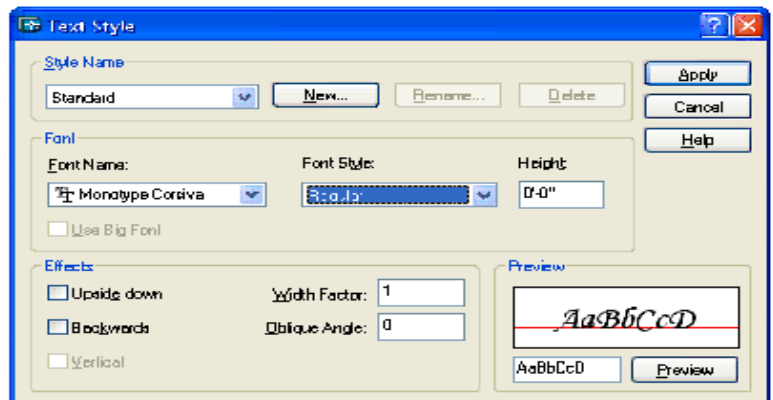 Text Style
Style Name
Standard
New...
Rename...
Delete
Apply
Cancel
Help
Font
Font Name:
Font Style:
Height:
Monotype Corsiva
Regular
0'-0"
Use Big Font
Effects
Upside down
Width Factor: 1
Backwards
Oblique Angle: 0
Vertical
Preview
AaBbCcD
AaBbCcD
Preview